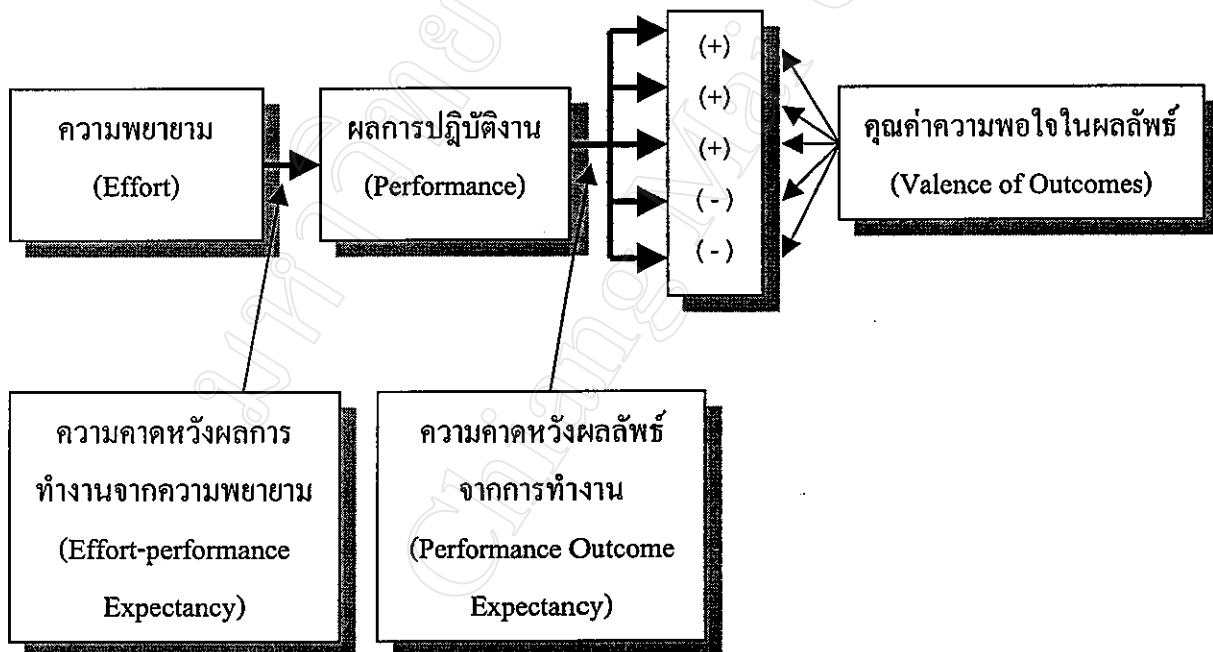 ความพยายาม
(Effort)
ผลการปฏิบัติงาน
(Performance)
(+)
(+)
(+)
(-)
(-)
คุณค่าความพอใจในผลลัพธ์
(Valence of Outcomes)
ความคาดหวังผลการ
ทำงานจากความพยายาม
(Effort-performance
Expectancy)
ความคาดหวังผลลัพธ์
จากการทำงาน
(Performance Outcome
Expectancy)
Chiang Mai